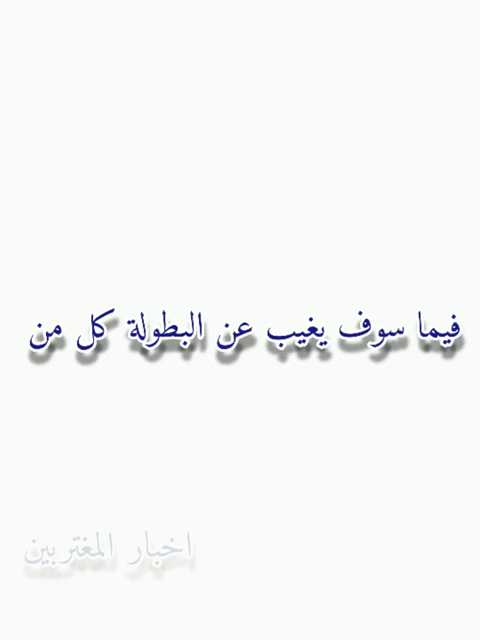 فيما سوف يغيب عن البطولة كل من
اخبار المغتربين